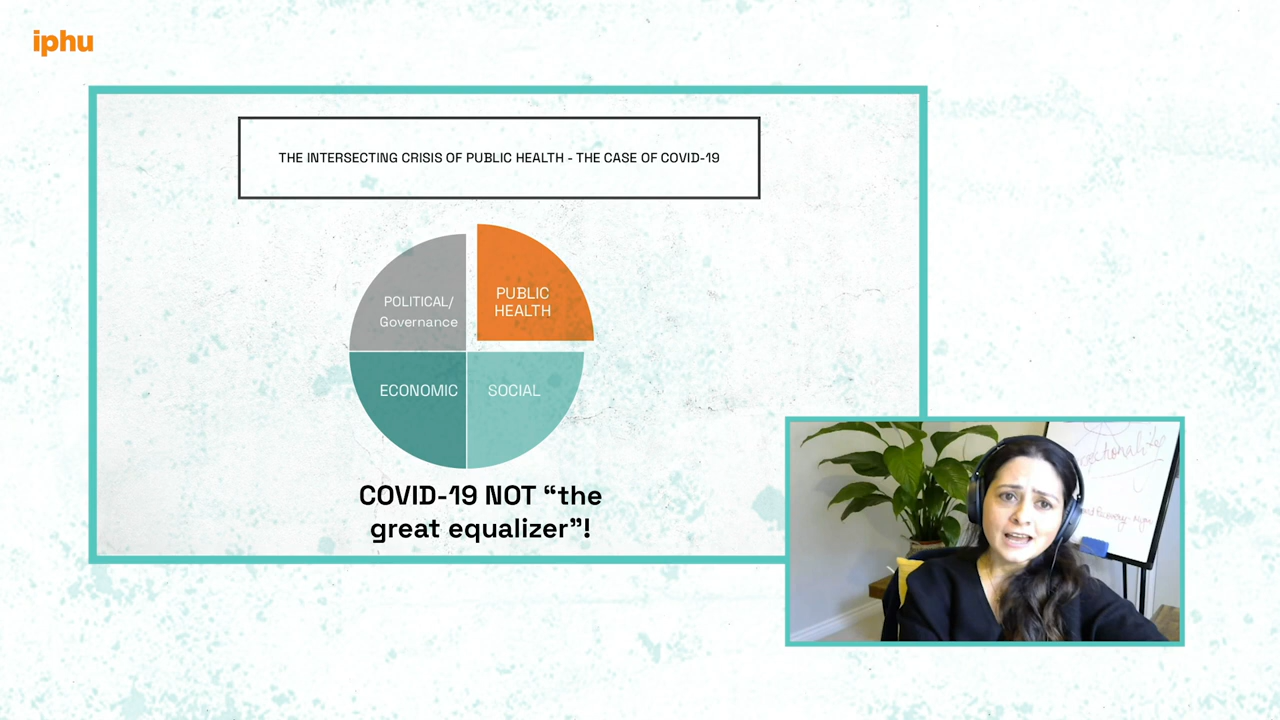 iphu
THE INTERSECTING CRISIS OF PUBLIC HEALTH - THE CASE OF COVID-19
POLITICAL/
Governance
PUBLIC
HEALTH
ECONOMIC
SOCIAL
COVID-19 NOT “the
great equalizer”!